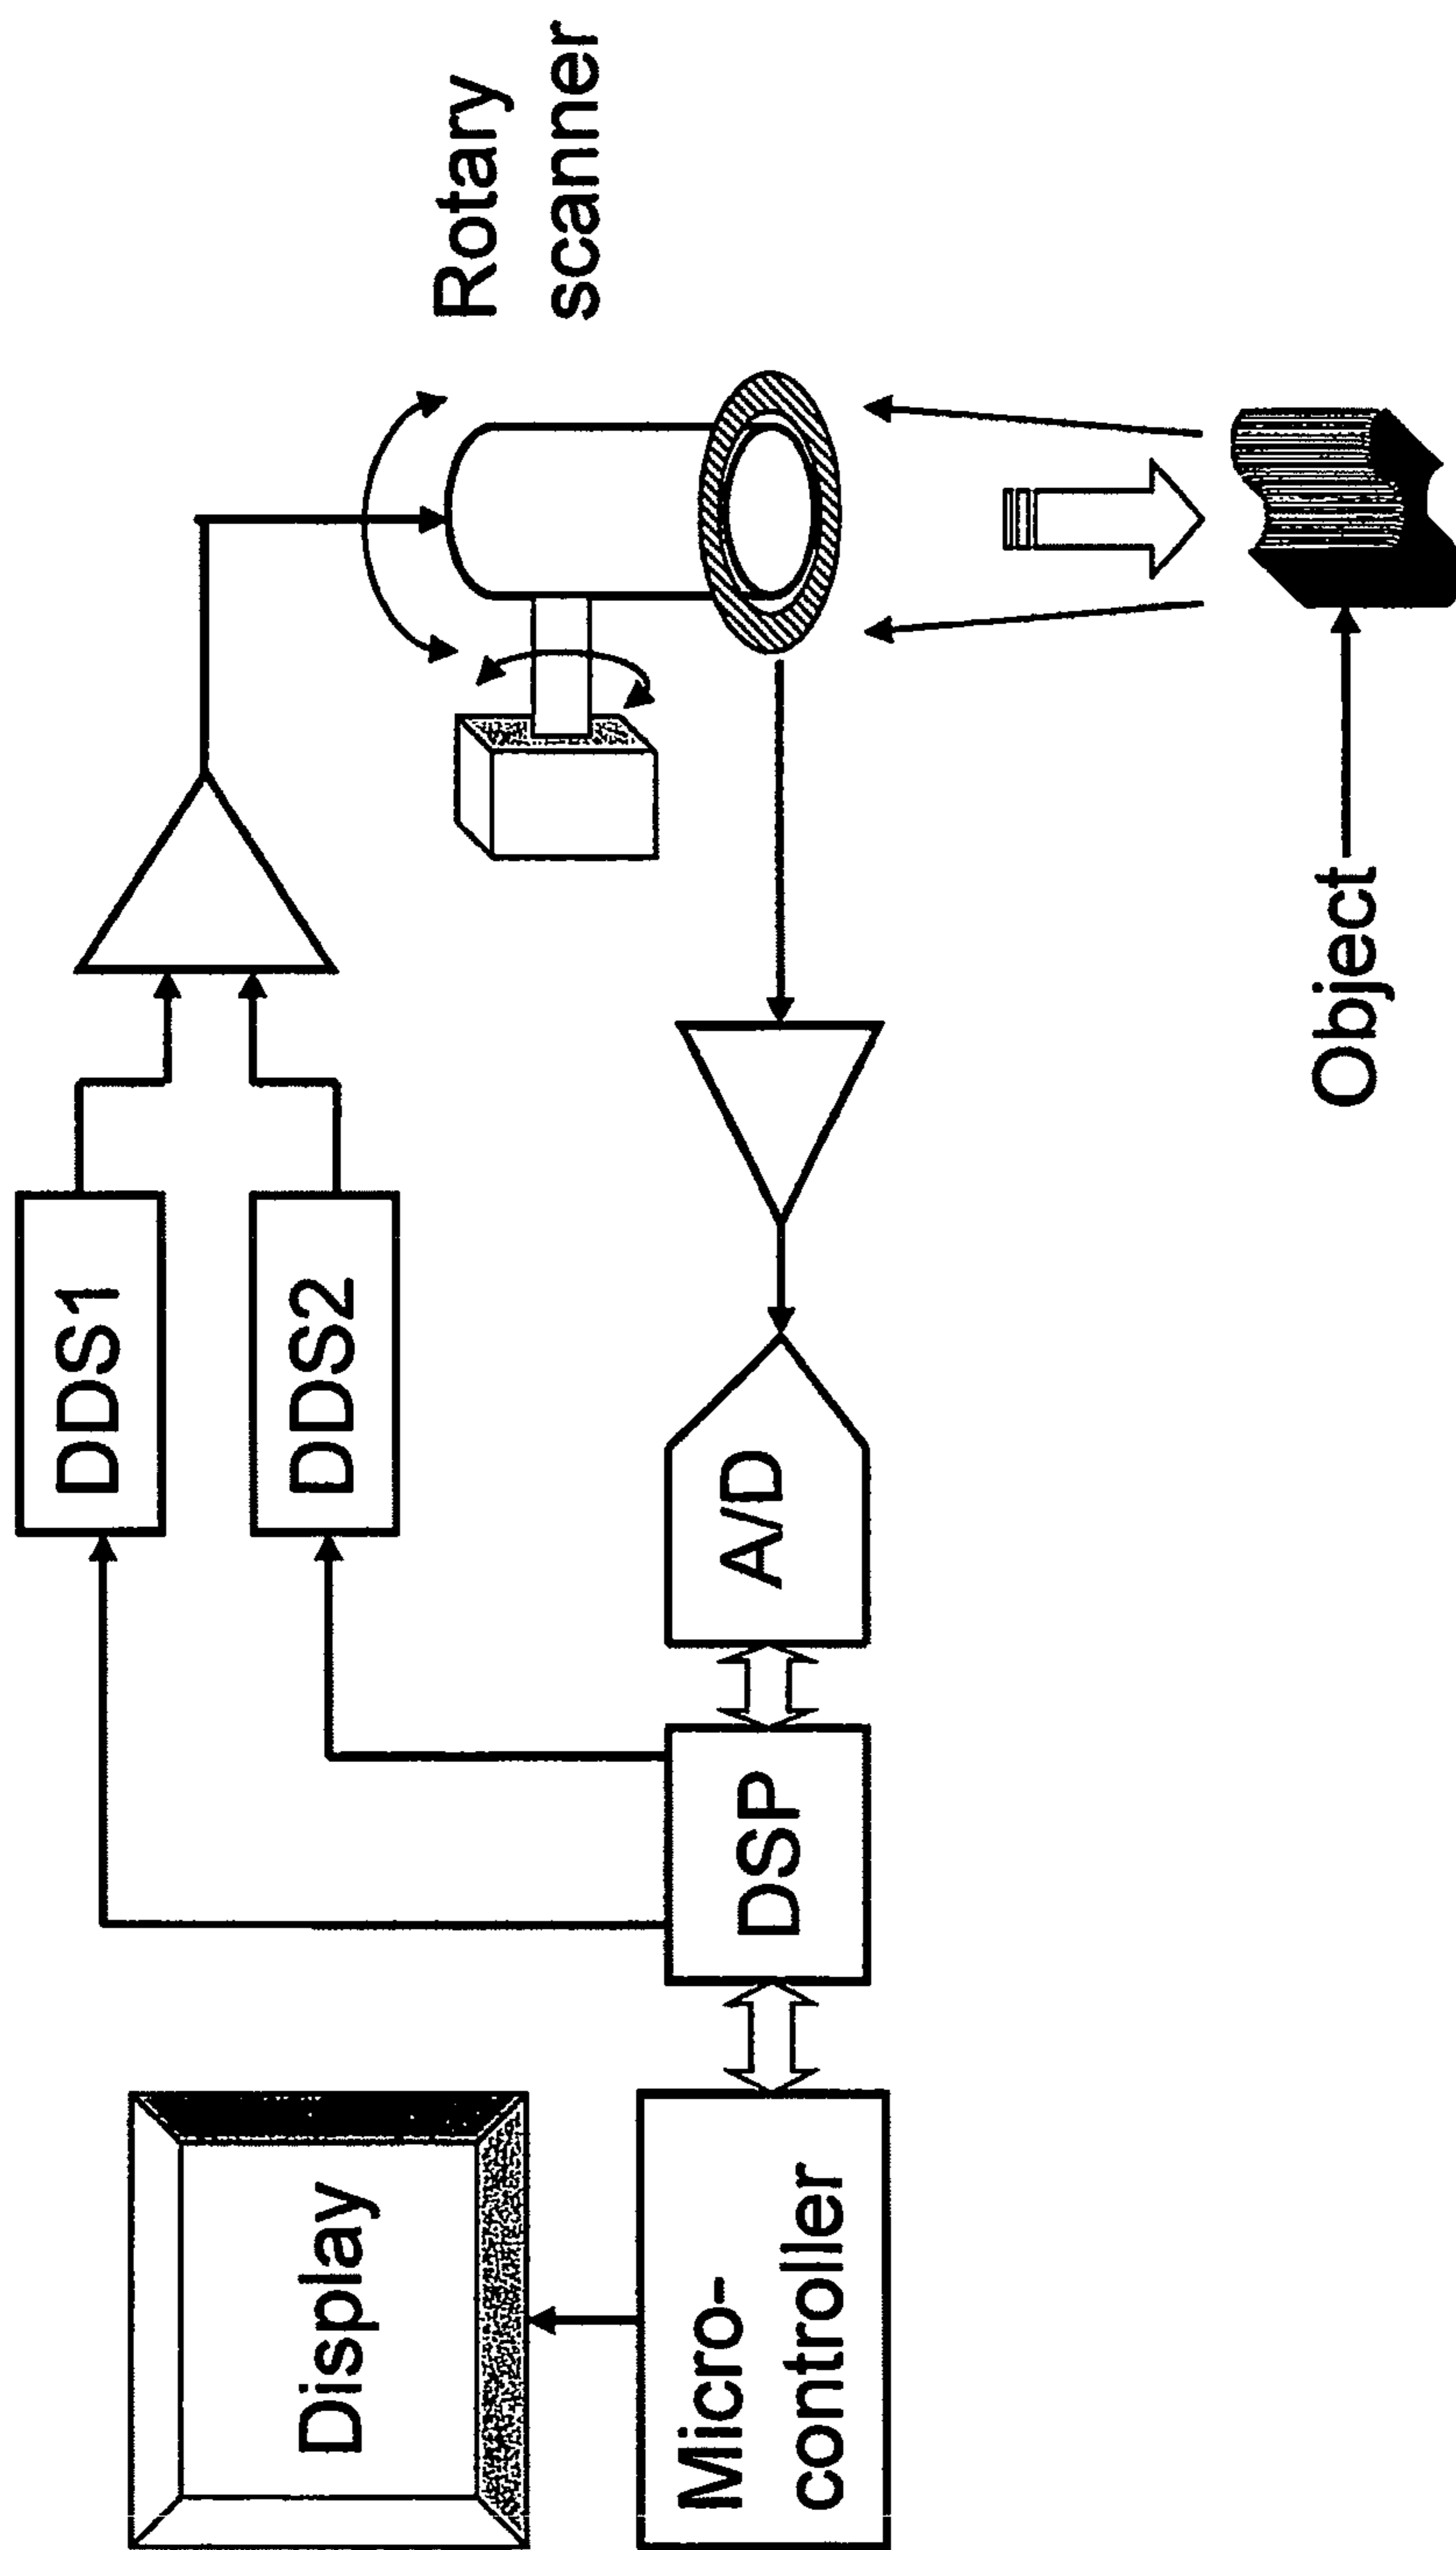 Display
Micro-
controller
DSP
A/D
DDS1
DDS2
Rotary
scanner
Object